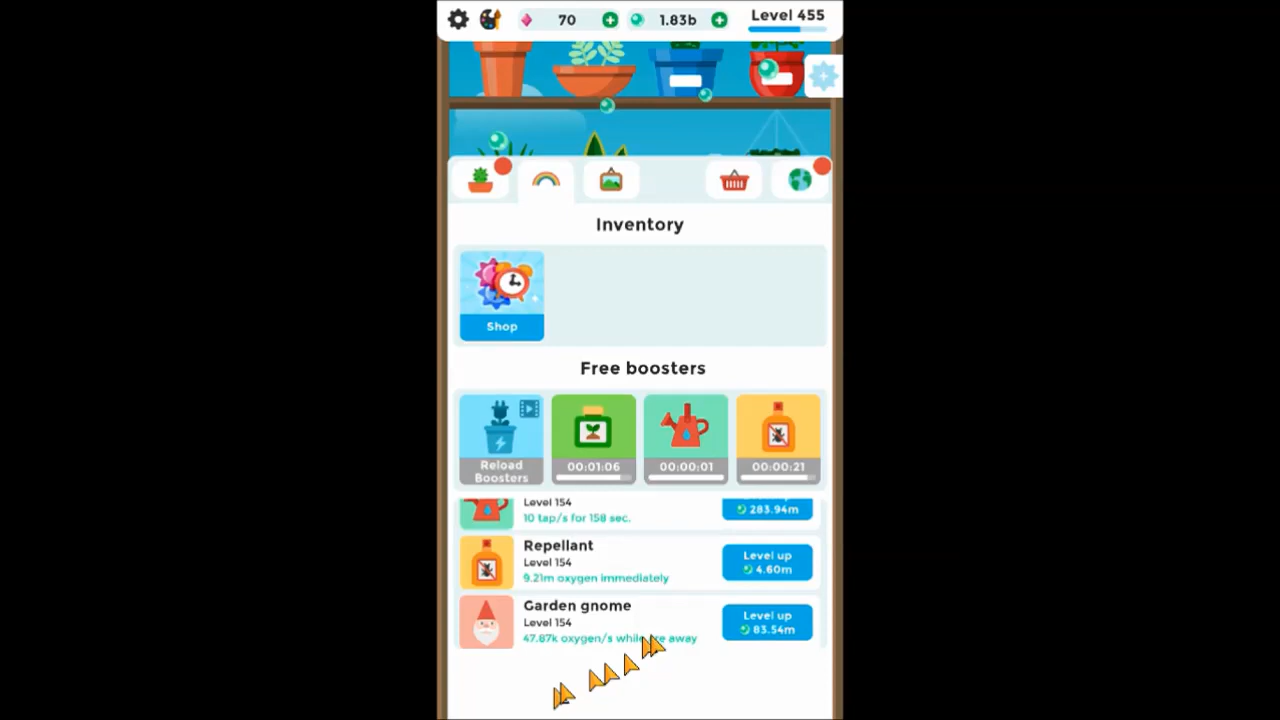 70
1.83b
Level 455
Inventory
Shop
Free boosters
Reload
Boosters
00:01:06
00:00:01
00:00:21
Level 154
10 tap/s for 158 sec.
283.94m
Repellant
Level 154
9.21m oxygen immediately
Level up
4.60m
Garden gnome
Level 154
47.87k oxygen/s while away
Level up
83.54m